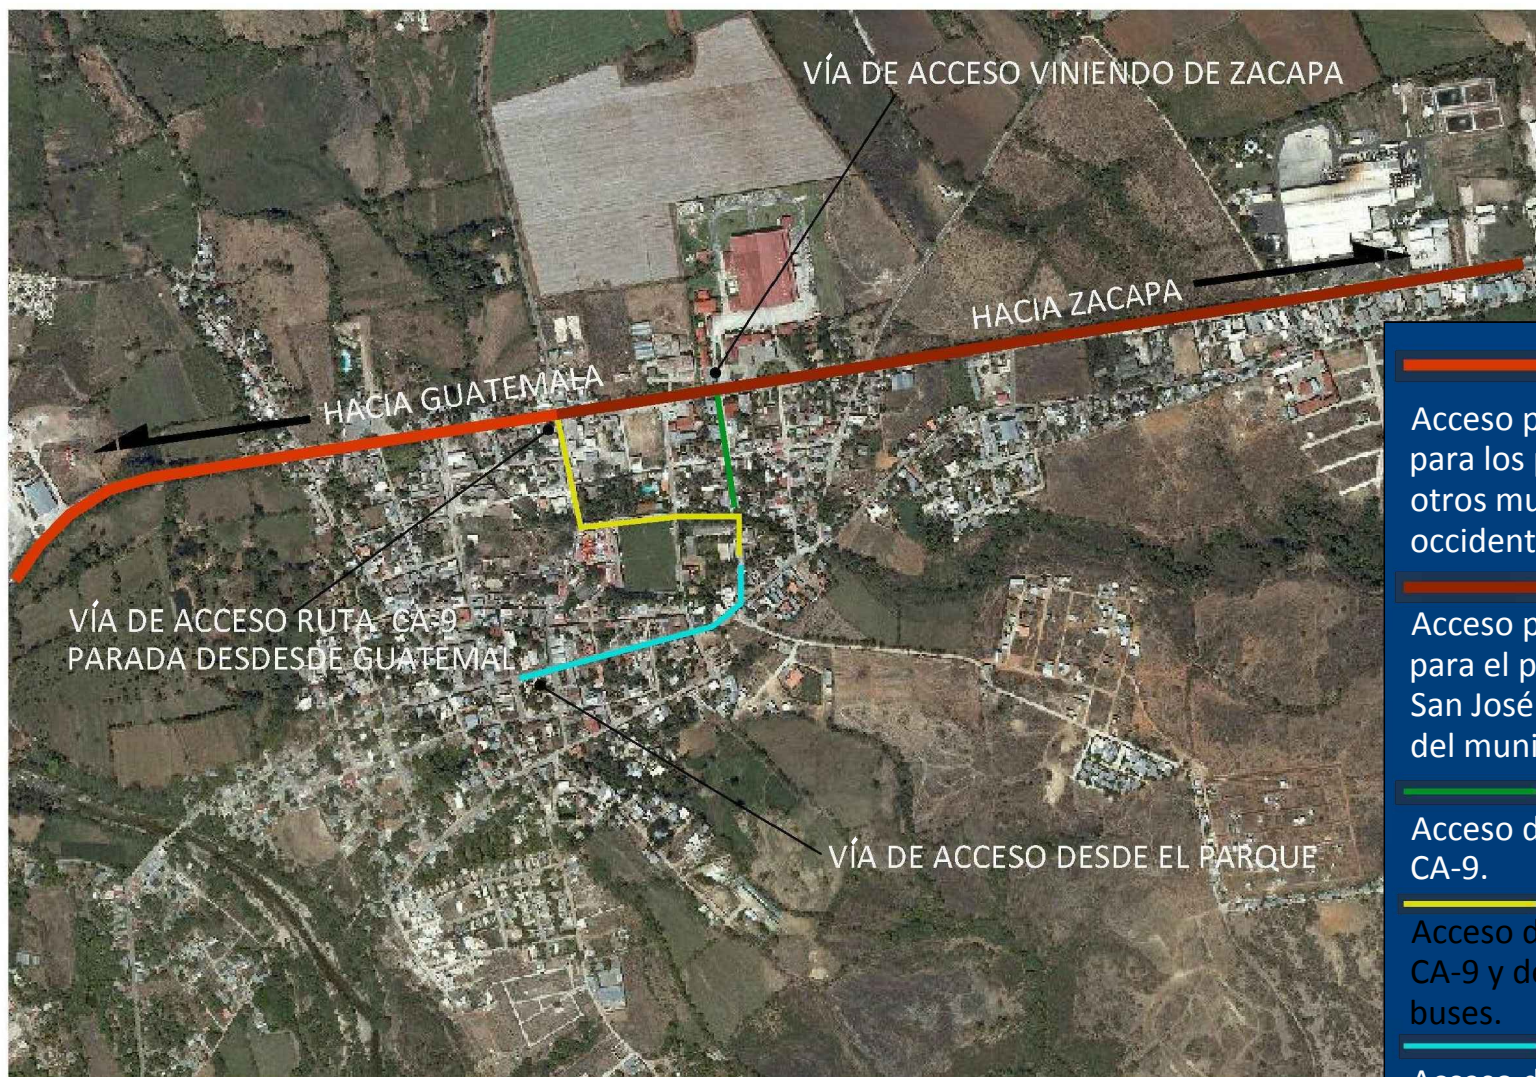 VÍA DE ACCESO VINIENDO DE ZACAPA
HACIA ZACAPA
HACIA GUATEMALA
VÍA DE ACCESO RUTA CA-9
PARADA DESDESDE GUATEMAL
VÍA DE ACCESO DESDE EL PARQUE
Acceso p
para los
otros mu
occident
Acceso p
para el p
San José
del muni
Acceso d
CA-9.
Acceso d
CA-9 y d
buses.